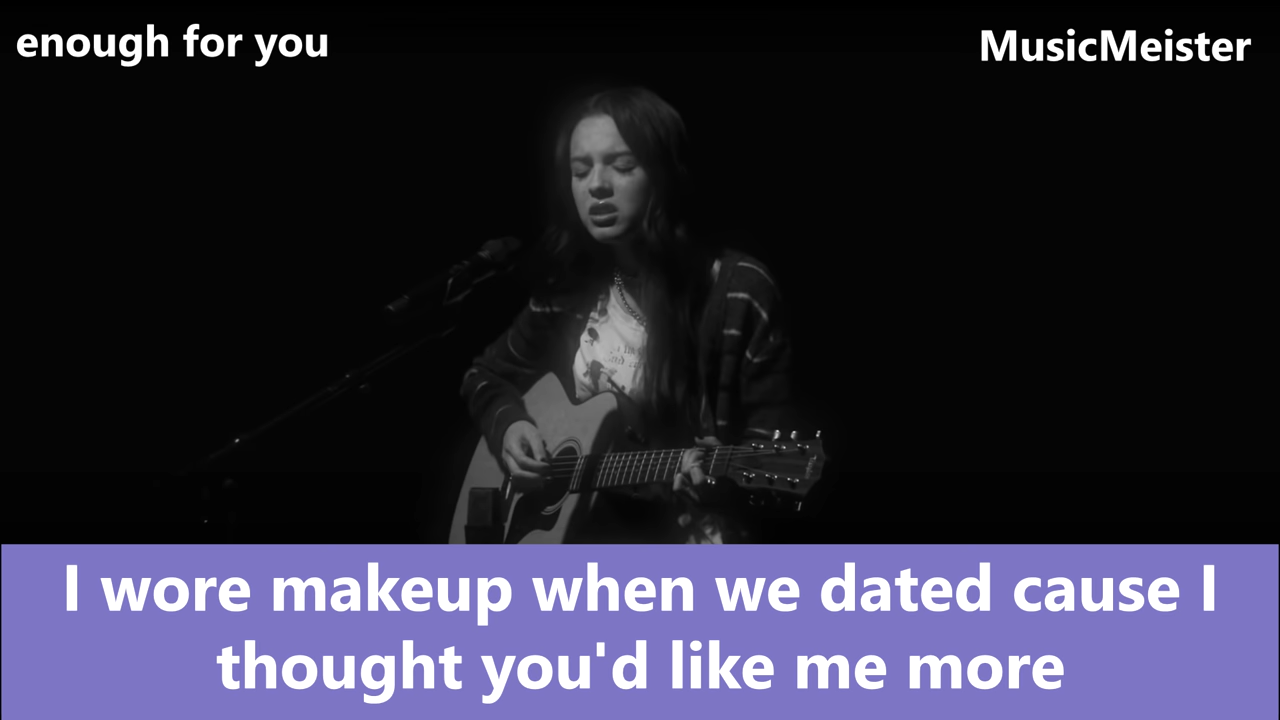 enough for you
MusicMeister
I wore makeup when we dated cause I
thought you'd like me more